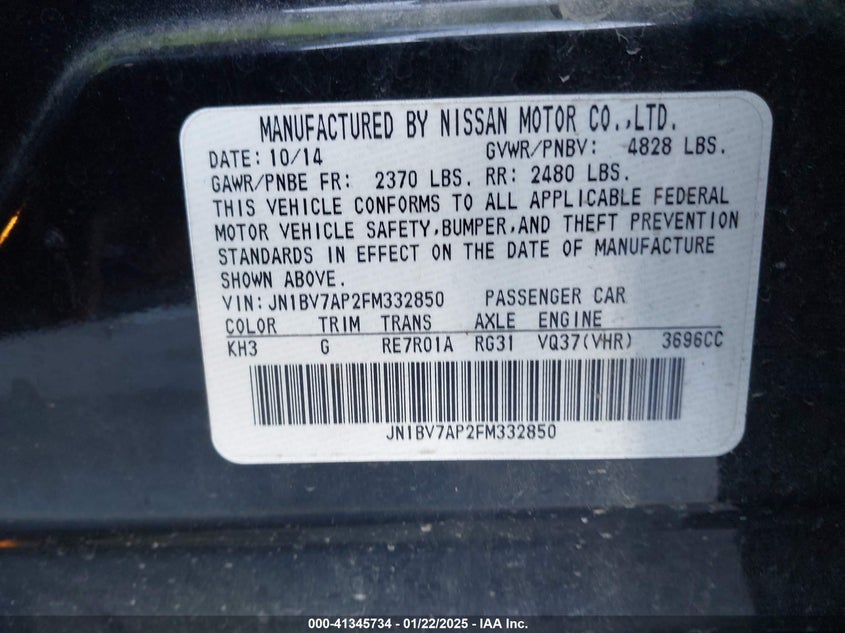 MANUFACTURED BY NISSAN MOTOR CO.,LTD.
DATE: 10/14 GVWR/PNBV: 4828 LBS.
GAWR/PNBE FR: 2370 LBS. RR: 2480 LBS.
THIS VEHICLE CONFORMS TO ALL APPLICABLE FEDERAL
MOTOR VEHICLE SAFETY,BUMPER,AND THEFT PREVENTION
STANDARDS IN EFFECT ON THE DATE OF MANUFACTURE
SHOWN ABOVE.
VIN:JN1BV7AP2FM332850 PASSENGER CAR
COLOR TRIM TRANS AXLE ENGINE
KH3 G RE7R01A RG31 VQ37(VHR) 3696CC
JN1BV7AP2FM332850
000-41345734 - 01/22/2025 - IAA Inc.